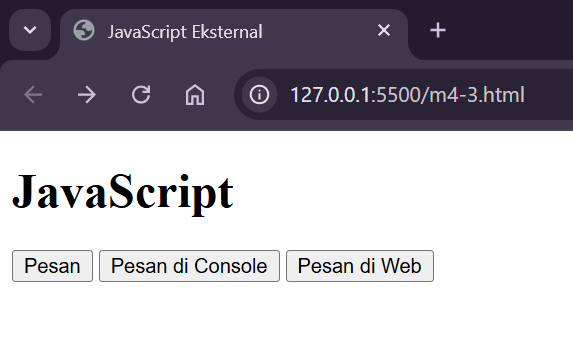 JavaScript Eksternal
127.0.0.1:5500/m4-3.html
JavaScript
Pesan Pesan di Console Pesan di Web